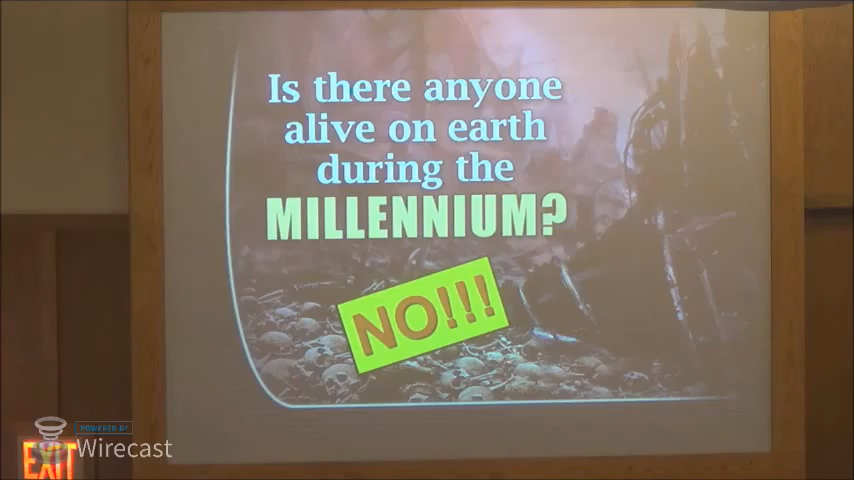 Is there anyone
alive on earth
during the
MILLENNIUM?
NO!!!
POWERED BY
Wirecast
EXIT